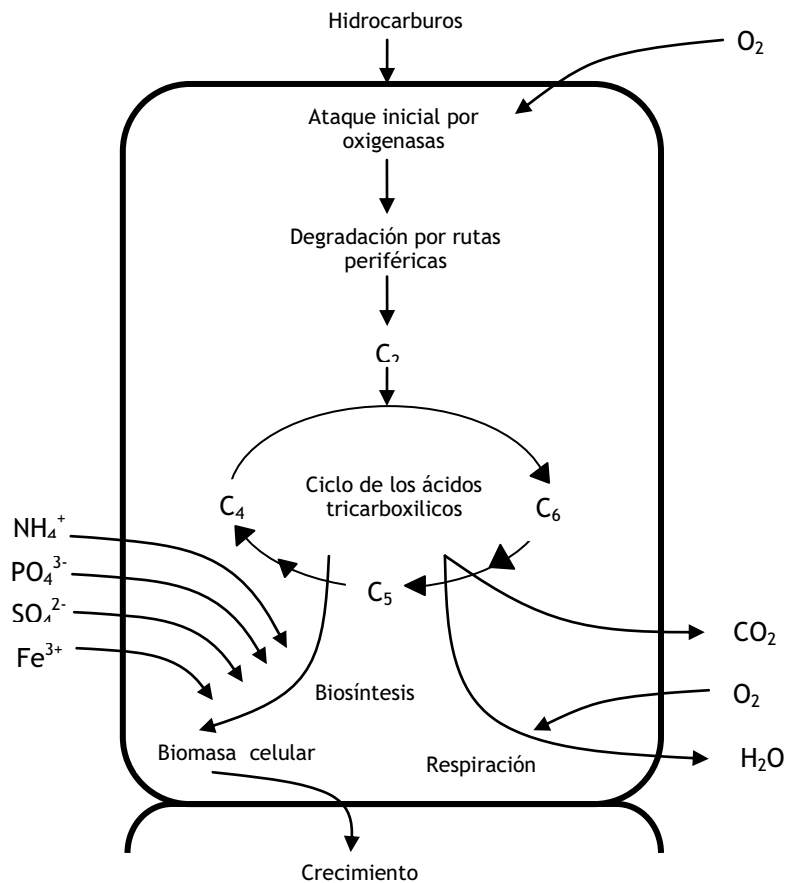 Hidrocarburos
O₂
Ataque inicial por
oxigenasas
Degradación por rutas
periféricas
C₂
Ciclo de los ácidos
tricarboxilicos
C₄
C₆
C₅
NH₄⁺
PO₄³⁻
SO₄²⁻
Fe³⁺
CO₂
O₂
H₂O
Biosíntesis
Biomasa celular
Respiración
Crecimiento